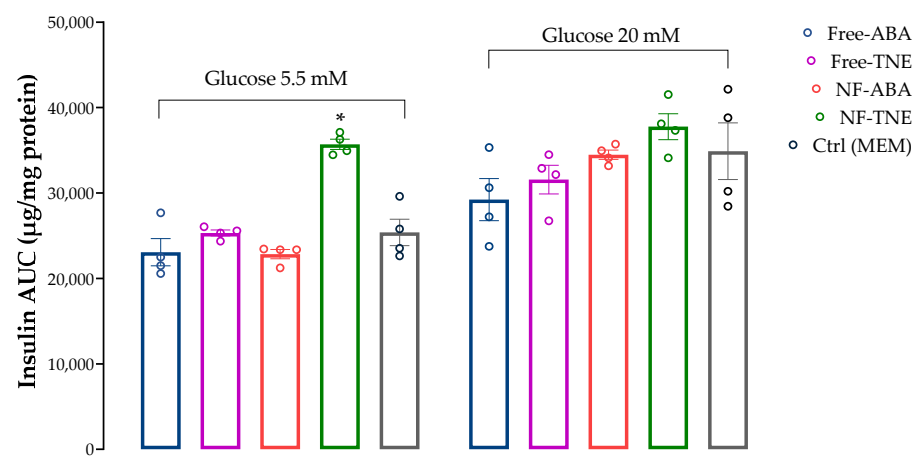 Insulin AUC (µg/mg protein)
50,000
40,000
30,000
20,000
10,000
0
Glucose 5.5 mM
*
Glucose 20 mM
Free-ABA
Free-TNE
NF-ABA
NF-TNE
Ctrl (MEM)